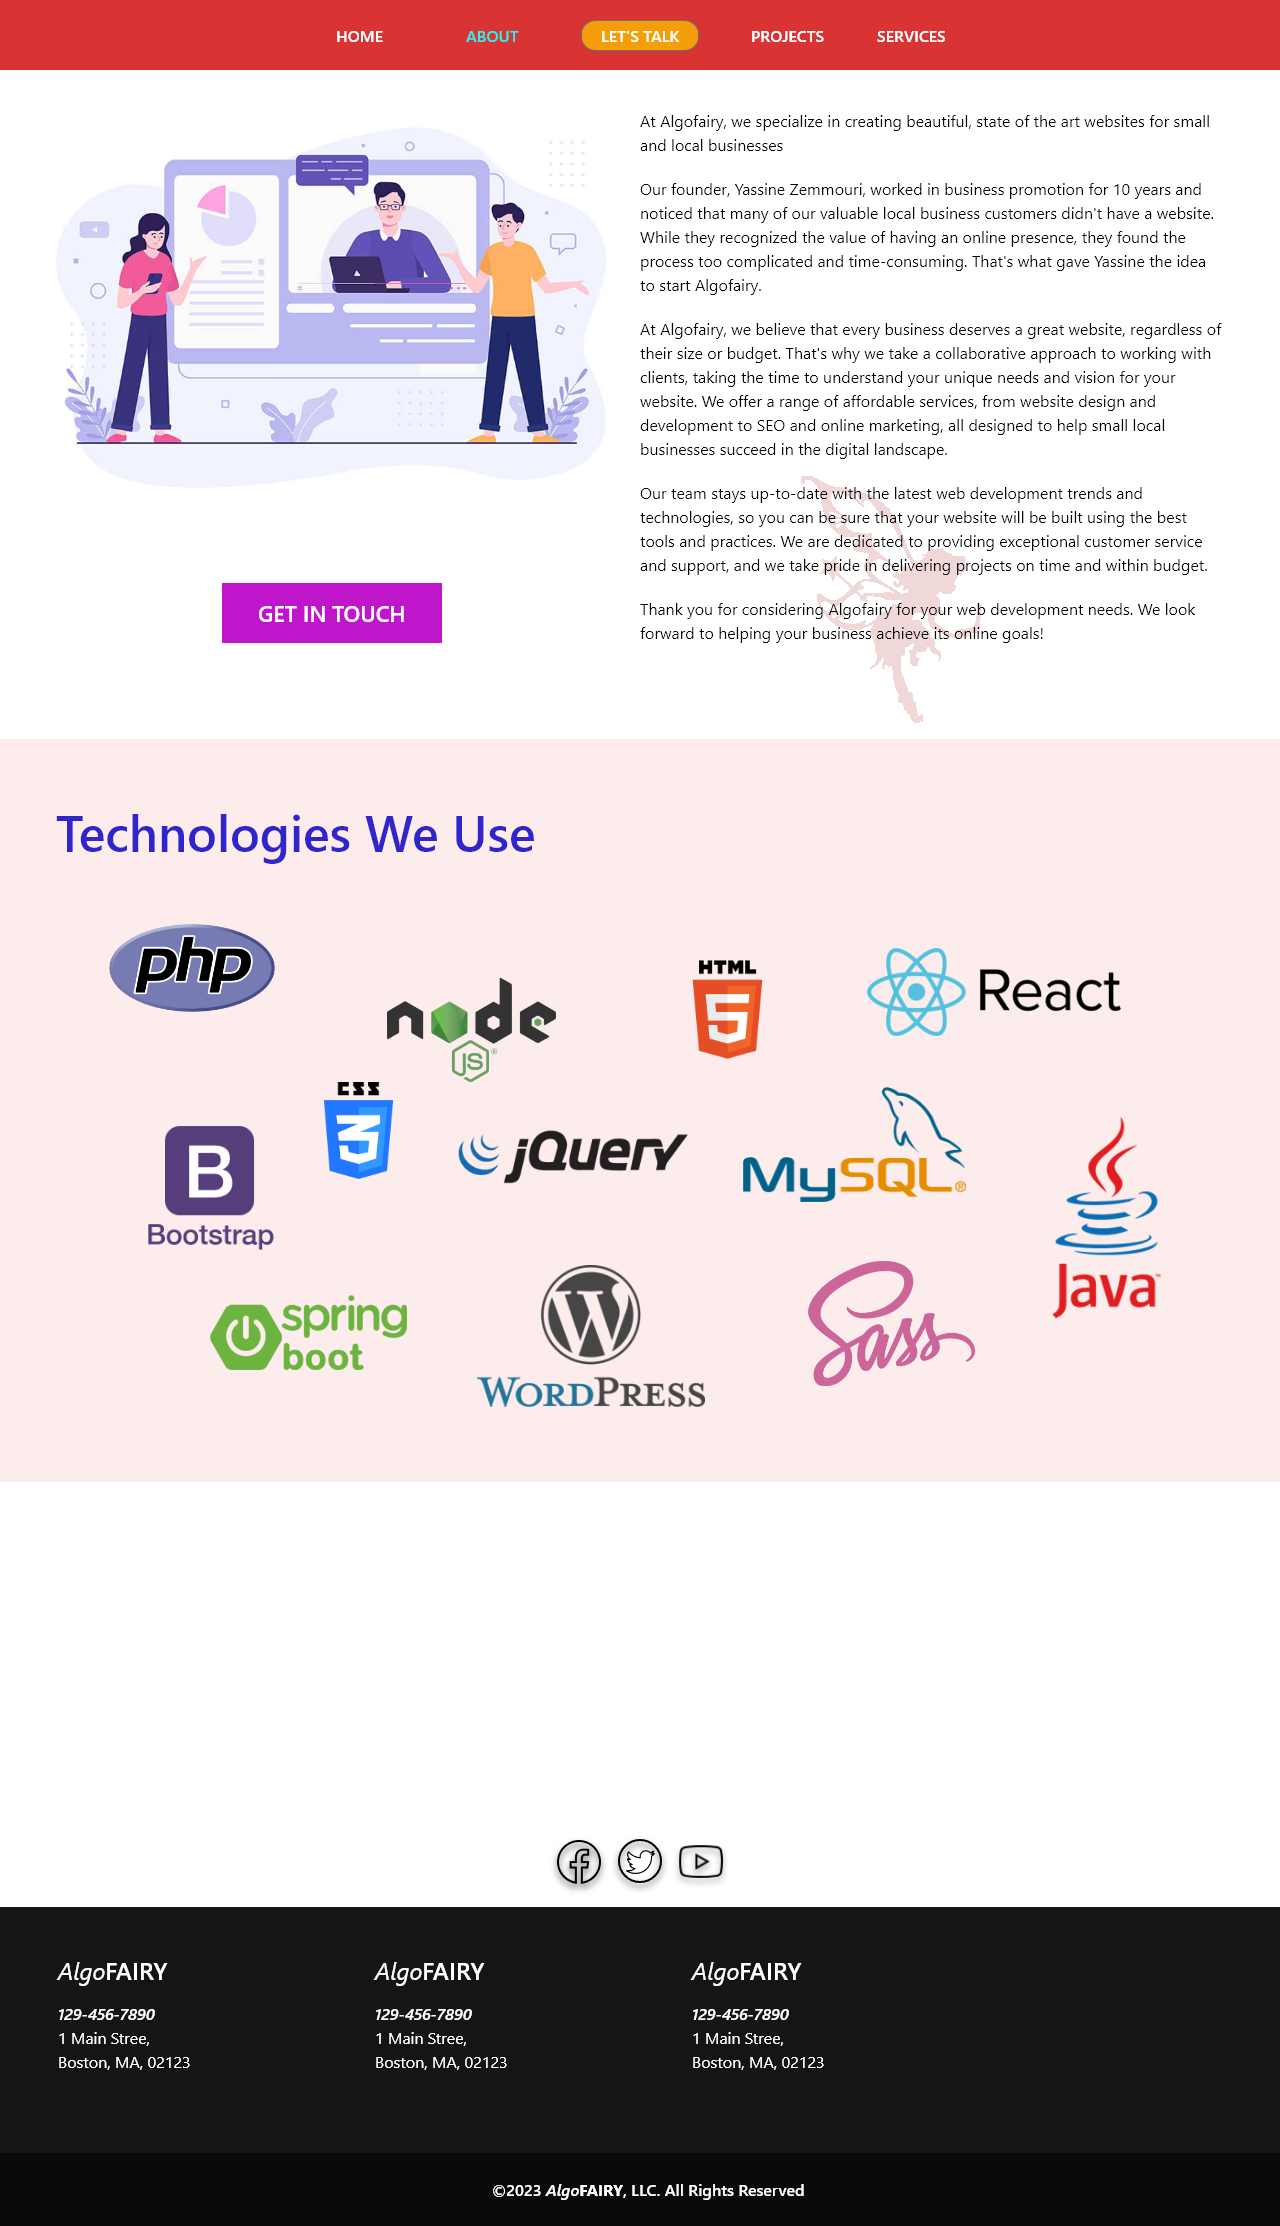 HOME
ABOUT
LET'S TALK
PROJECTS
SERVICES
At Algofairy, we specialize in creating beautiful, state of the art websites for small
and local businesses
Our founder, Yassine Zemmouri, worked in business promotion for 10 years and
noticed that many of our valuable local business customers didn't have a website.
While they recognized the value of having an online presence, they found the
process too complicated and time-consuming. That's what gave Yassine the idea
to start Algofairy.
At Algofairy, we believe that every business deserves a great website, regardless of
their size or budget. That's why we take a collaborative approach to working with
clients, taking the time to understand your unique needs and vision for your
website. We offer a range of affordable services, from website design and
development to SEO and online marketing, all designed to help small local
businesses succeed in the digital landscape.
Our team stays up-to-date with the latest web development trends and
technologies, so you can be sure that your website will be built using the best
tools and practices. We are dedicated to providing exceptional customer service
and support, and we take pride in delivering projects on time and within budget.
Thank you for considering Algofairy for your web development needs. We look
forward to helping your business achieve its online goals!
GET IN TOUCH
Technologies We Use
php
node
JS®
HTML
5
React
CSS
3
B
Bootstrap
jQuery
MySQL®
Java™
spring
boot
W
WORDPRESS
Sass
AlgoFAIRY
129-456-7890
1 Main Stree,
Boston, MA, 02123
AlgoFAIRY
129-456-7890
1 Main Stree,
Boston, MA, 02123
AlgoFAIRY
129-456-7890
1 Main Stree,
Boston, MA, 02123
©2023 AlgoFAIRY, LLC. All Rights Reserved